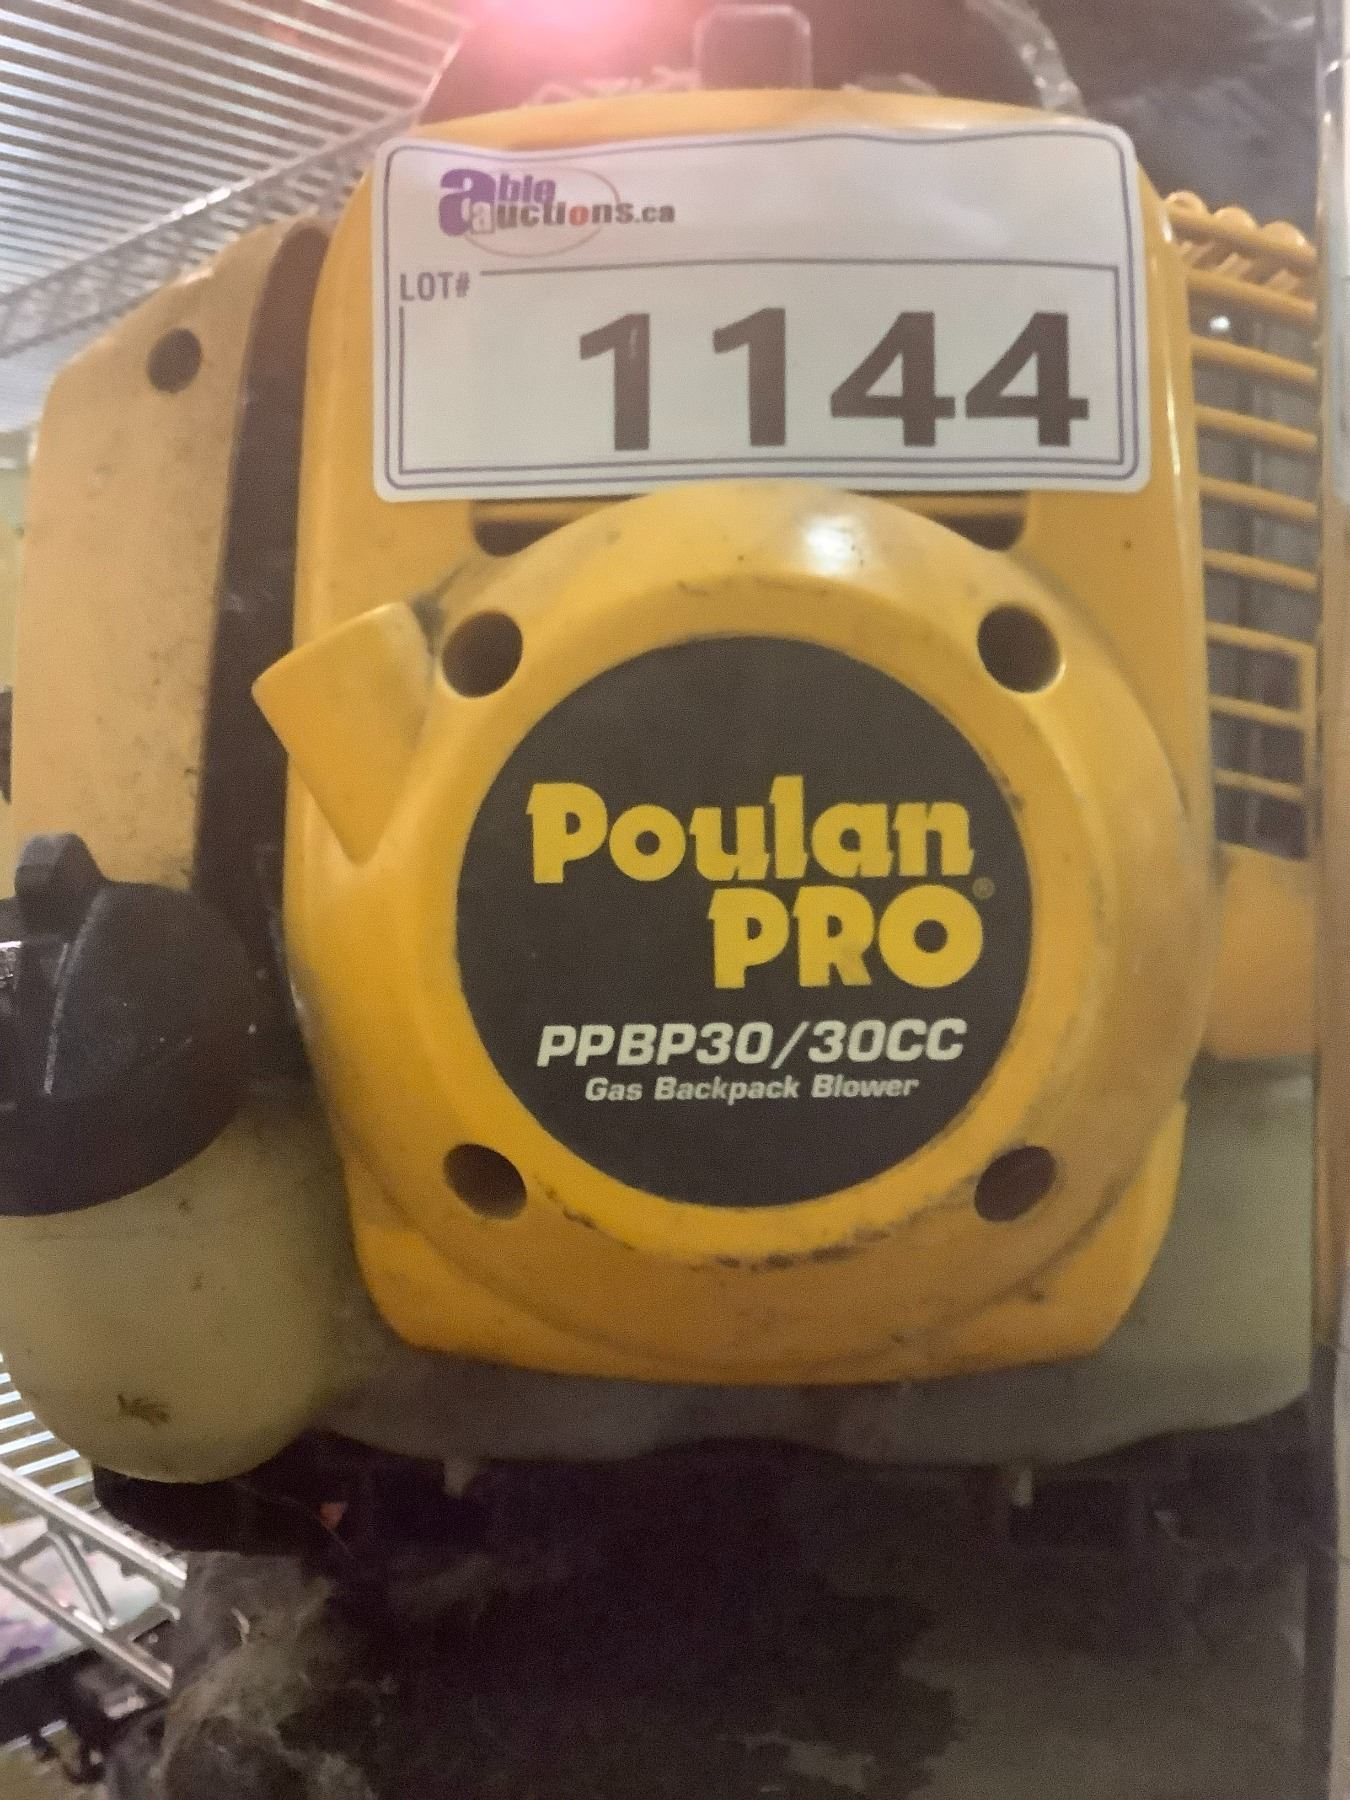 able
auctions.ca
LOT#
1144
Poulan
PRO®
PPBP30/30CC
Gas Backpack Blower